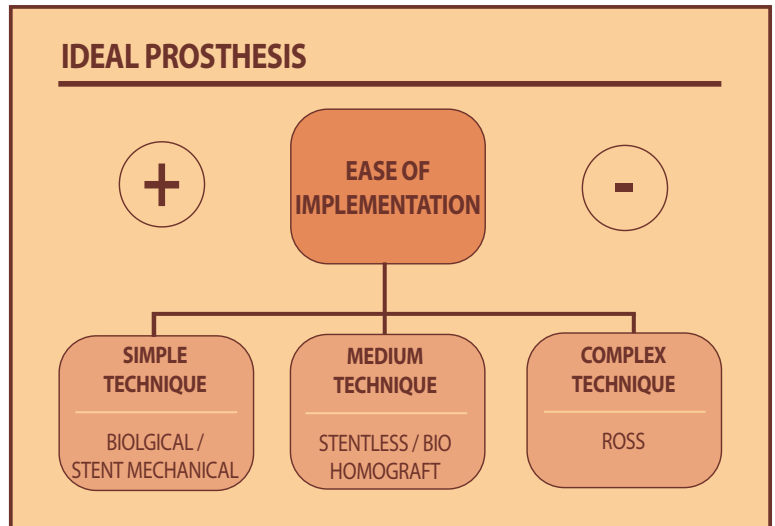 IDEAL PROSTHESIS
+
EASE OF
IMPLEMENTATION
-
SIMPLE
TECHNIQUE
BIOLGICAL /
STENT MECHANICAL
MEDIUM
TECHNIQUE
STENTLESS / BIO
HOMOGRAFT
COMPLEX
TECHNIQUE
ROSS